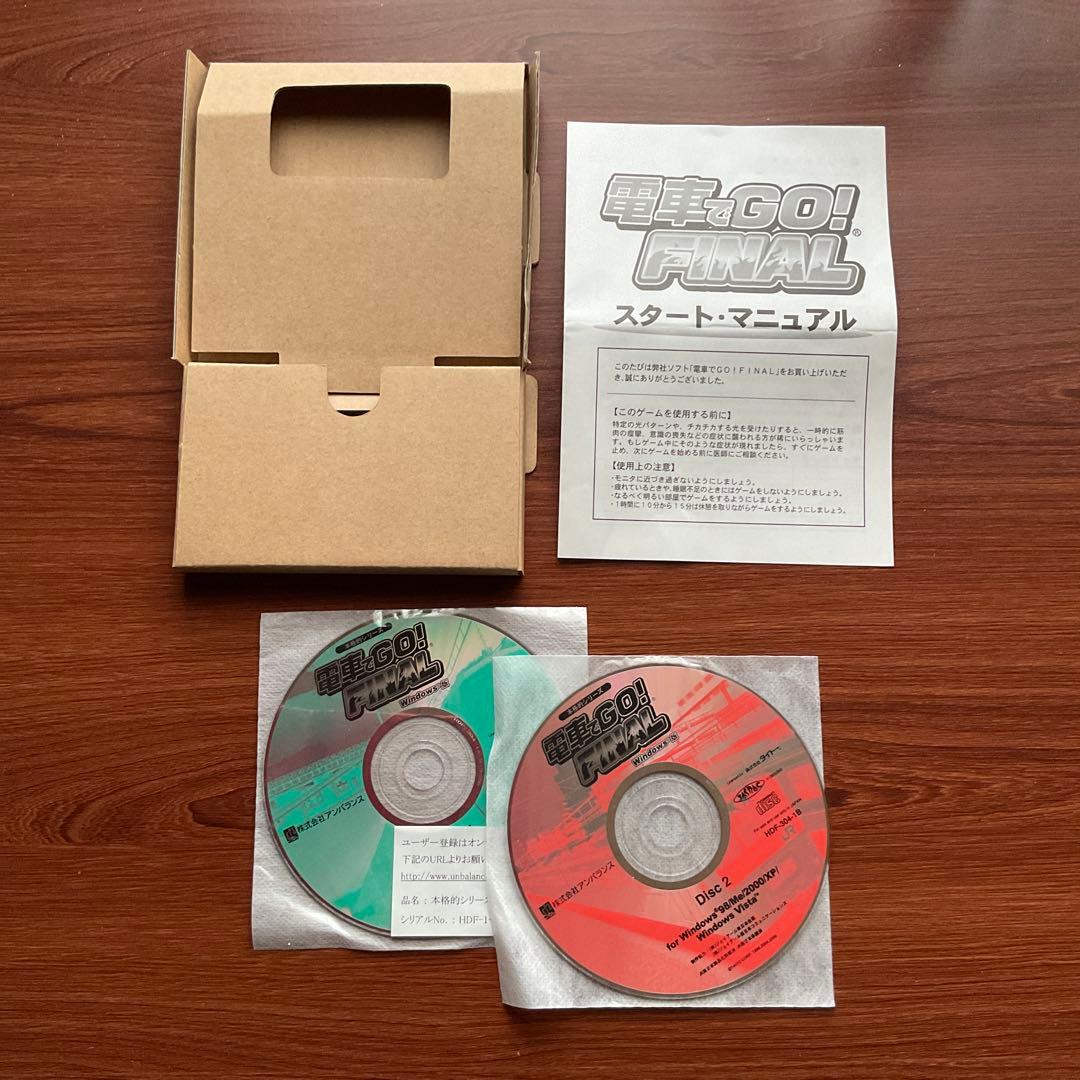 電車でGO!
FINAL®
スタート・マニュアル
このたびは弊社ソフト「電車でGO!FINAL」をお買い上げいただ
き、誠にありがとうございました。
【このゲームを使用する前に】
特定の光パターンや、チカチカする光を受けたりすると、一時的に筋
肉の痙攣、意識の喪失などの症状に襲われる方が稀にいらっしゃいま
す。もしゲーム中にそのような症状が現れましたら、すぐにゲームを
止め、次にゲームを始める前に医師にご相談ください。
【使用上の注意】
・モニタに近づき過ぎないようにしましょう。
・疲れているときや、睡眠不足のときにはゲームをしないようにしましょう。
・なるべく明るい部屋でゲームをするようにしましょう。
・1時間に10分から15分は休憩を取りながらゲームをするようにしましょう。
本格的シリーズ
電車でGO!
FINAL
Windows
株式会社アンバランス
ユーザー登録はオン
下記のURLよりお願い
http://www.unbalanc
品名：本格的シリーズ
シリアルNo.：HDF-1
本格的シリーズ
電車でGO!
FINAL
Windows
株式会社タイトー
HDF-304-1B
JR
株式会社アンバランス
Disc 2
for Windows®98/Me/2000/XP/
Windows Vista™